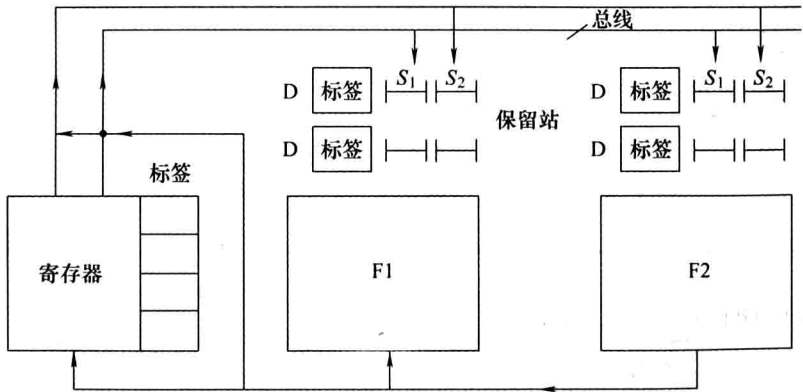 总线
D 标签 S1 S2 D 标签 S1 S2
保留站
D 标签 D 标签
标签
寄存器 F1 F2